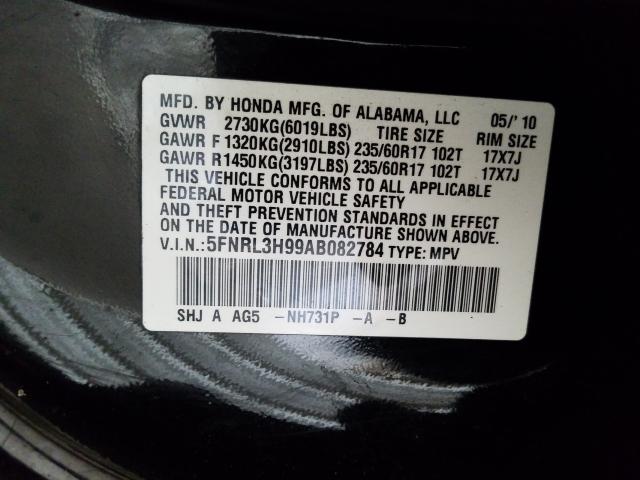 MFD. BY HONDA MFG. OF ALABAMA, LLC 05/'10
GVWR 2730KG(6019LBS) TIRE SIZE RIM SIZE
GAWR F 1320KG(2910LBS) 235/60R17 102T 17X7J
GAWR R 1450KG(3197LBS) 235/60R17 102T 17X7J
THIS VEHICLE CONFORMS TO ALL APPLICABLE
FEDERAL MOTOR VEHICLE SAFETY
AND THEFT PREVENTION STANDARDS IN EFFECT
ON THE DATE OF MANUFACTURE SHOWN ABOVE.
V.I.N.:5FNRL3H99AB082784 TYPE: MPV
SHJ A AG5 -NH731P -A -B